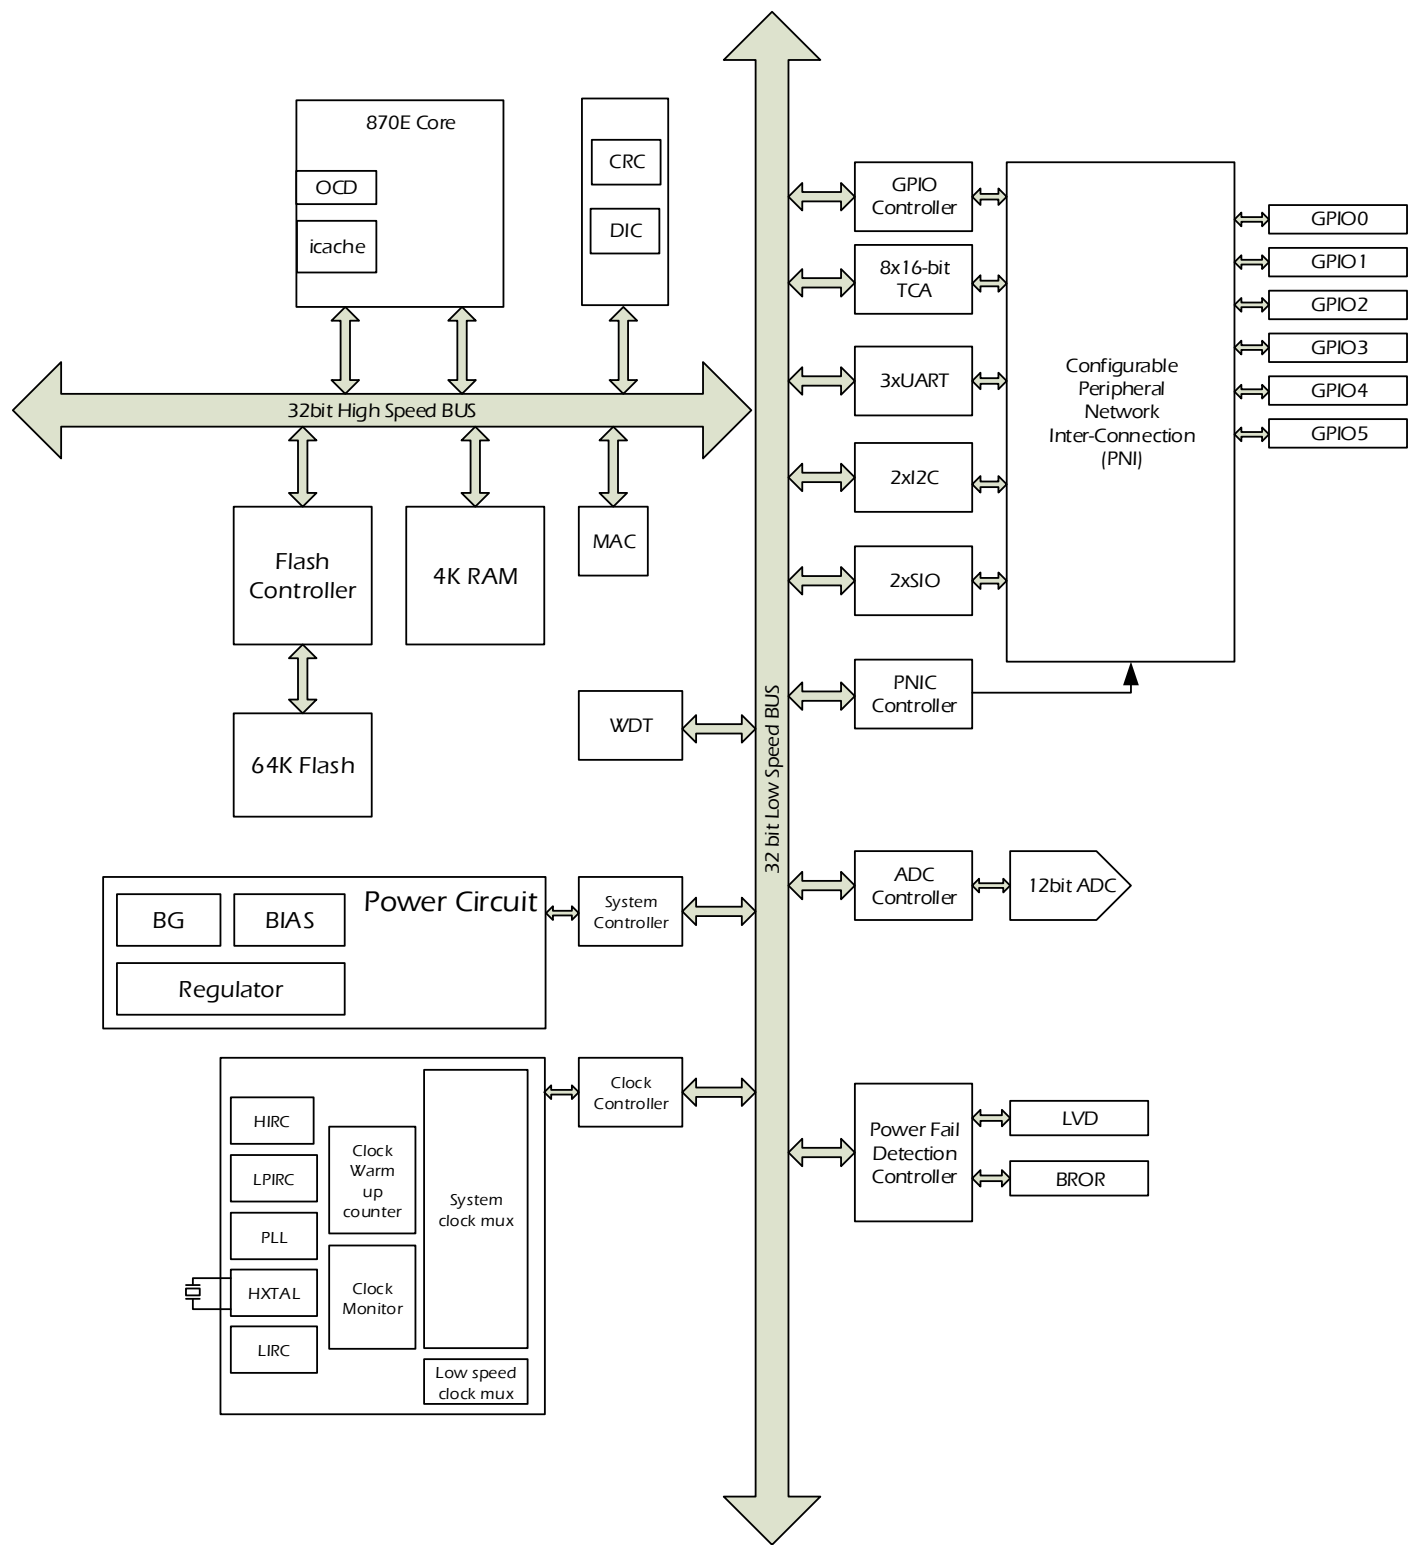 870E Core
OCD
icache
CRC
DIC
32bit High Speed BUS
Flash
Controller
4K RAM
MAC
64K Flash
WDT
32 bit Low Speed BUS
GPIO
Controller
8x16-bit
TCA
3xUART
2xI2C
2xSIO
PNIC
Controller
Configurable
Peripheral
Network
Inter-Connection
(PNI)
GPIO0
GPIO1
GPIO2
GPIO3
GPIO4
GPIO5
Power Circuit
BG
BIAS
Regulator
System
Controller
ADC
Controller
12bit ADC
Clock
Controller
HIRC
LPIRC
PLL
HXTAL
LIRC
Clock
Warm
up
counter
Clock
Monitor
System
clock mux
Low speed
clock mux
Power Fail
Detection
Controller
LVD
BROR